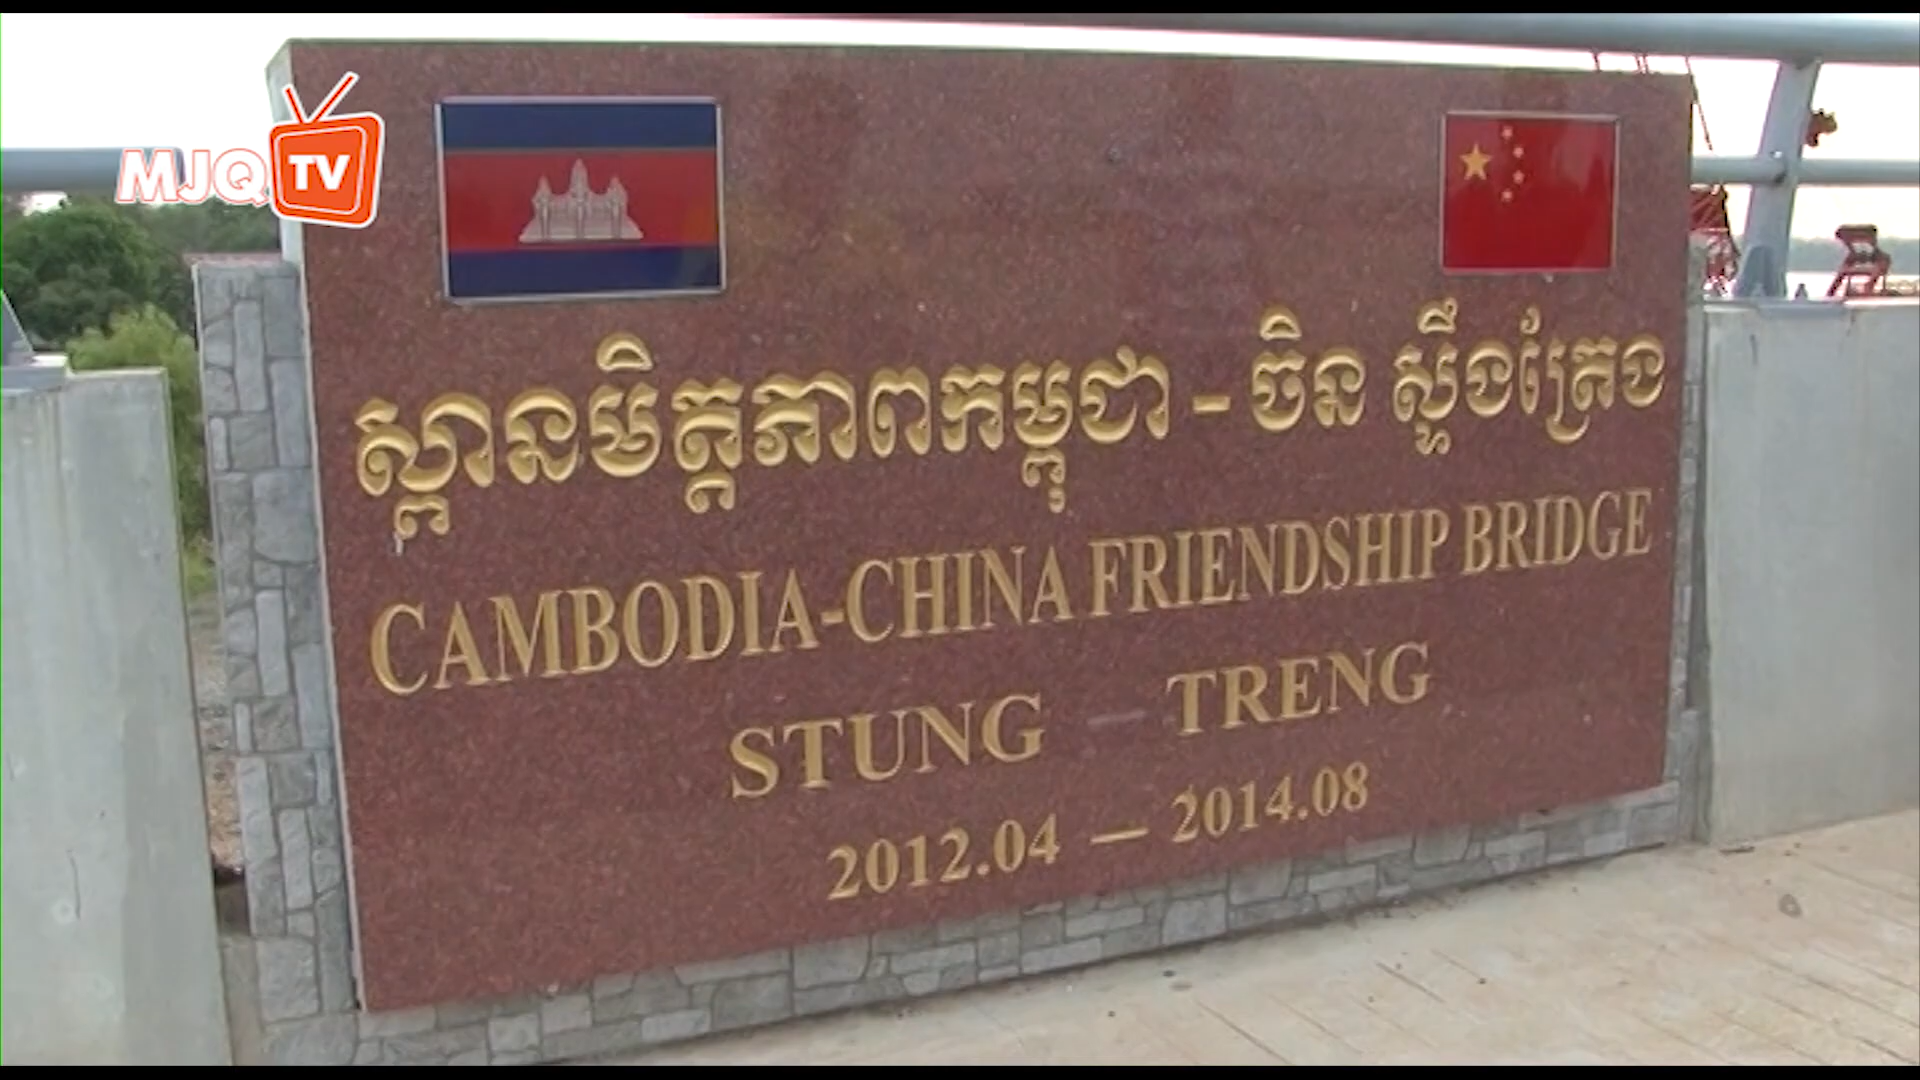 MJQ TV
ស្ពានមិត្តភាពកម្ពុជា - ចិន ស្ទឹងត្រែង
CAMBODIA-CHINA FRIENDSHIP BRIDGE
STUNG TRENG
2012.04 — 2014.08